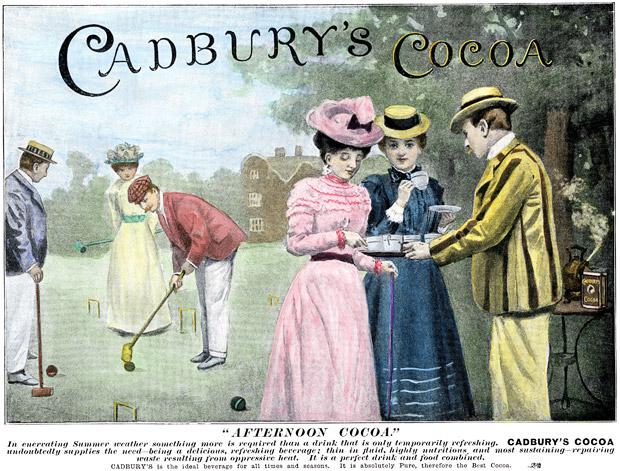 CADBURY'S COCOA
CADBURY'S
COCOA
"AFTERNOON COCOA."
In enervating Summer weather something more is required than a drink that is only temporarily refreshing. CADBURY'S COCOA
undoubtedly supplies the need—being a delicious, refreshing beverage; thin in fluid, highly nutritious, and most sustaining—repairing
waste resulting from oppressive heat. It is a perfect drink and food combined.
CADBURY'S is the ideal beverage for all times and seasons. It is absolutely Pure, therefore the Best Cocoa.